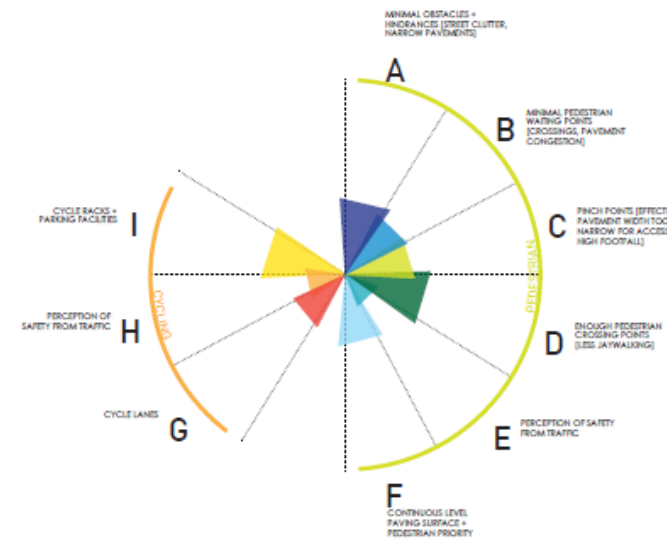 MINIMAL OBSTACLES +
HINDRANCES [STREET CLUTTER,
NARROW PAVEMENTS]
A
B
MINIMAL PEDESTRIAN
WAITING POINTS
[CROSSINGS, PAVEMENT
CONGESTION]
C
PINCH POINTS [EFFECTI
PAVEMENT WIDTH TOO
NARROW FOR ACCESS
HIGH FOOTFALL]
PEDESTRIAN
D
ENOUGH PEDESTRIAN
CROSSING POINTS
[LESS JAYWALKING]
E
PERCEPTION OF SAFETY
FROM TRAFFIC
F
CONTINUOUS LEVEL
PAVING SURFACE +
PEDESTRIAN PRIORITY
CYCLE LANES
G
PERCEPTION OF
SAFETY FROM TRAFFIC
H
CYCLING
CYCLE RACKS +
PARKING FACILITIES
I